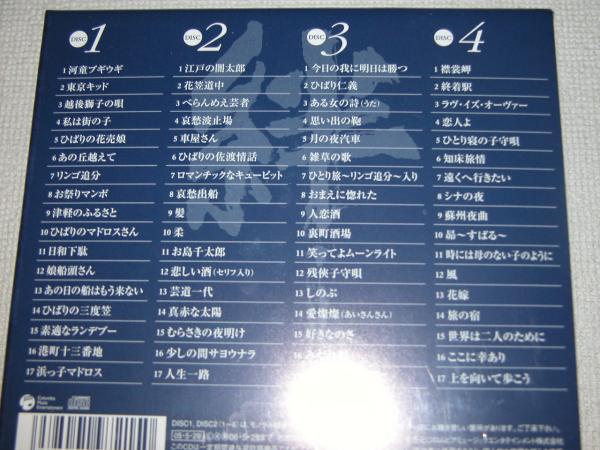 DISC 1
1 河童ブギウギ
2 東京キッド
3 越後獅子の唄
4 私は街の子
5 ひばりの花売娘
6 あの丘越えて
7 リンゴ追分
8 お祭りマンボ
9 津軽のふるさと
10 ひばりのマドロスさん
11 日和下駄
12 娘船頭さん
13 あの日の船はもう来ない
14 ひばりの三度笠
15 素適なランデブー
16 港町十三番地
17 浜っ子マドロス
DISC 2
1 江戸の闇太郎
2 花笠道中
3 べらんめえ芸者
4 哀愁波止場
5 車屋さん
6 ひばりの佐渡情話
7 ロマンチックなキューピット
8 哀愁出船
9 髪
10 柔
11 お島千太郎
12 悲しい酒(セリフ入り)
13 芸道一代
14 真赤な太陽
15 むらさきの夜明け
16 少しの間サヨウナラ
17 人生一路
DISC 3
1 今日の我に明日は勝つ
2 ひばり仁義
3 ある女の詩(うた)
4 思い出の鞄
5 月の夜汽車
6 雑草の歌
7 ひとり旅〜リンゴ追分〜入り
8 おまえに惚れた
9 人恋酒
10 裏町酒場
11 笑ってよムーンライト
12 残侠子守唄
13 しのぶ
14 愛燦燦(あいさんさん)
15 好きなのさ
16
DISC 4
1 襟裳岬
2 終着駅
3 ラヴ・イズ・オーヴァー
4 恋人よ
5 ひとり寝の子守唄
6 知床旅情
7 遠くへ行きたい
8 シナの夜
9 蘇州夜曲
10 昴〜すばる〜
11 時には母のない子のように
12 風
13 花嫁
14 旅の宿
15 世界は二人のために
16 ここに幸あり
17 上を向いて歩こう
Columbia Music Entertainment
DISC1、DISC2(1〜8)は、モノラル